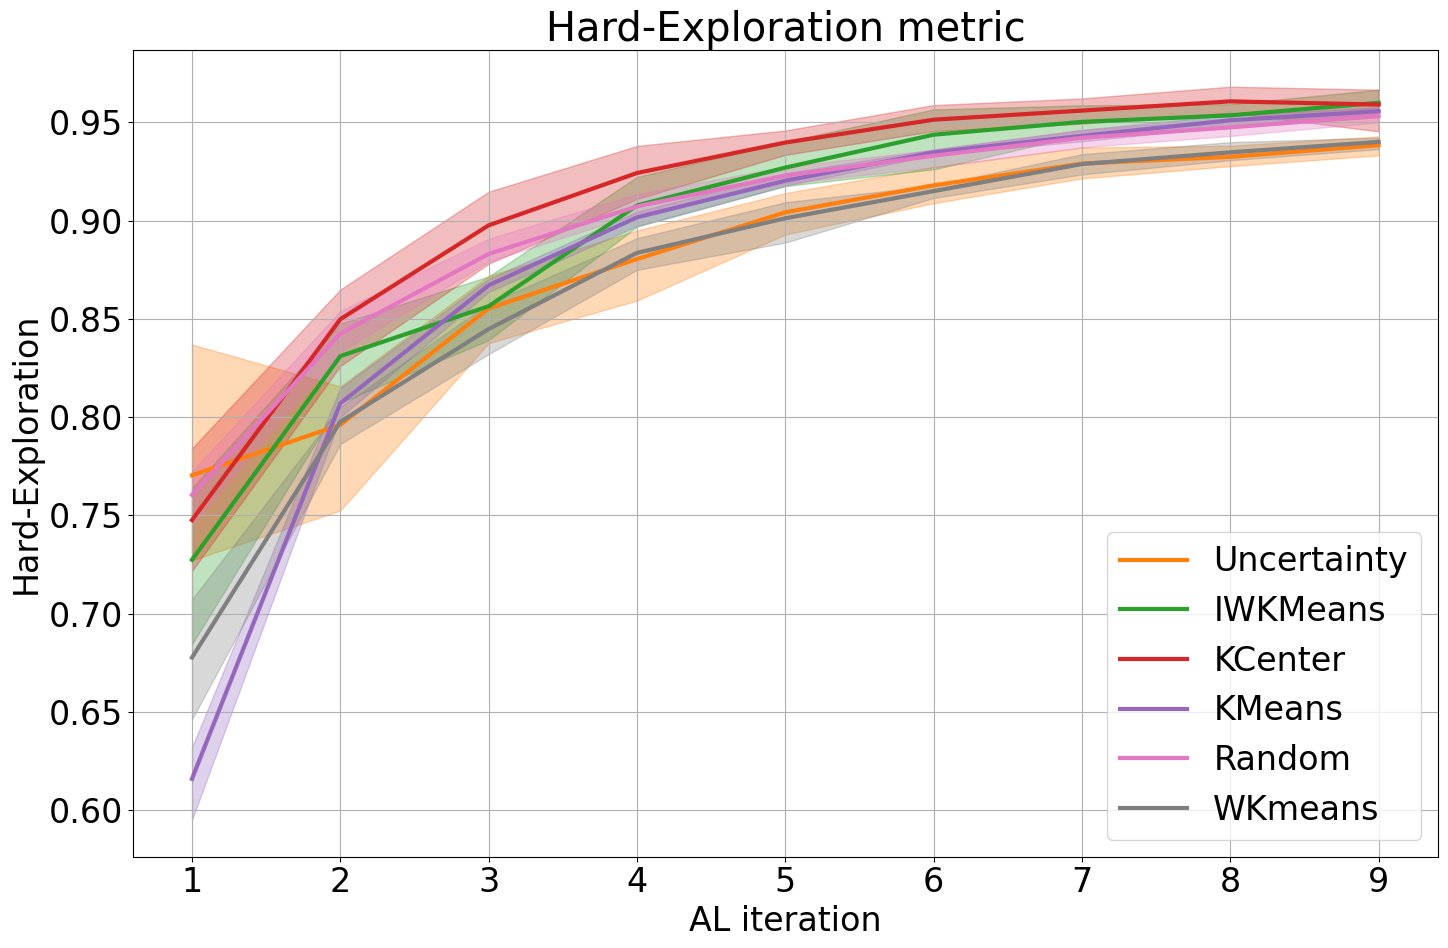 Hard-Exploration metric
Hard-Exploration
0.95
0.90
0.85
0.80
0.75
0.70
0.65
0.60
Uncertainty
IWKMeans
KCenter
KMeans
Random
WKmeans
1 2 3 4 5 6 7 8 9
AL iteration